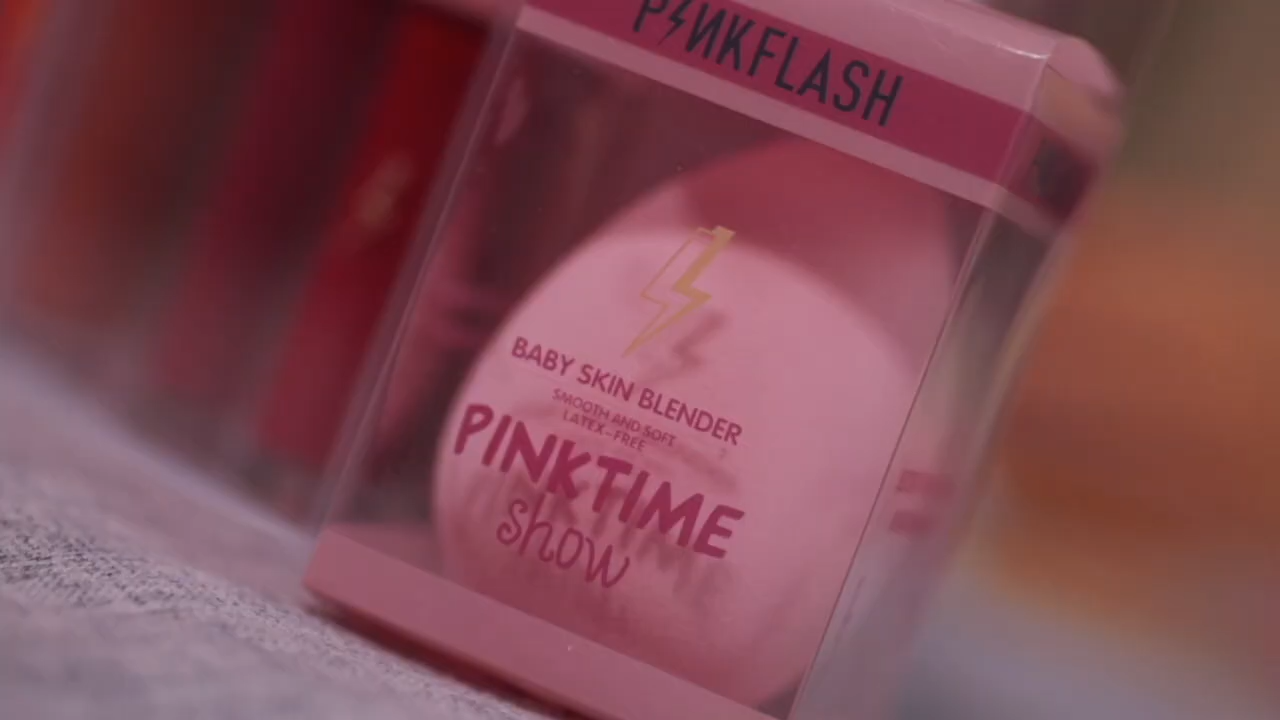 PINKFLASH
BABY SKIN BLENDER
SMOOTH AND SOFT
LATEX-FREE
PINKTIME
show